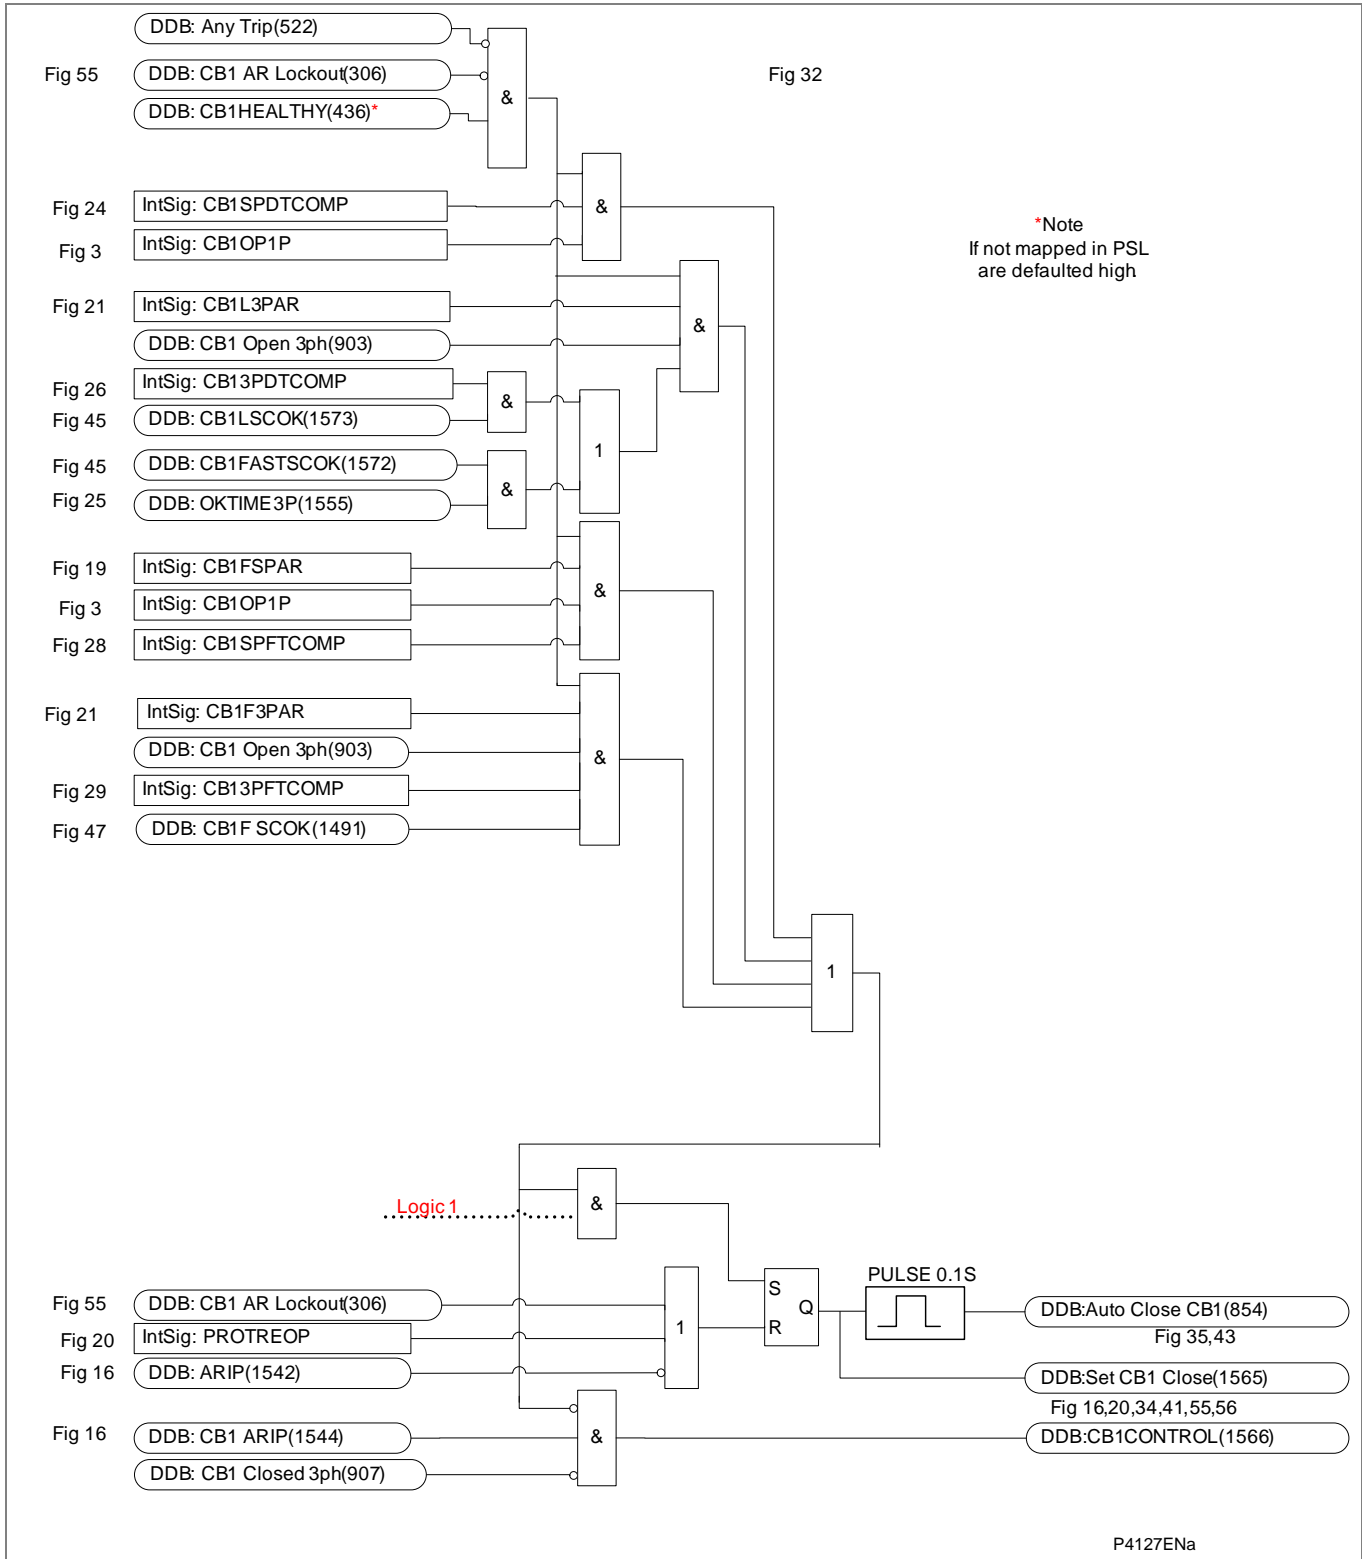 DDB: Any Trip(522)
Fig 55
DDB: CB1 AR Lockout(306)
Fig 32
DDB: CB1HEALTHY(436)*
&
Fig 24
IntSig: CB1SPDTCOMP
&
*Note
If not mapped in PSL
are defaulted high
Fig 3
IntSig: CB1OP1P
Fig 21
IntSig: CB1L3PAR
&
DDB: CB1 Open 3ph(903)
Fig 26
IntSig: CB13PDTCOMP
&
Fig 45
DDB: CB1LSCOK(1573)
1
Fig 45
DDB: CB1FASTSCOK(1572)
&
Fig 25
DDB: OKTIME3P(1555)
Fig 19
IntSig: CB1FSPAR
&
Fig 3
IntSig: CB1OP1P
Fig 28
IntSig: CB1SPFTCOMP
Fig 21
IntSig: CB1F3PAR
DDB: CB1 Open 3ph(903)
&
Fig 29
IntSig: CB13PFTCOMP
Fig 47
DDB: CB1F SCOK(1491)
1
Logic 1
&
PULSE 0.1S
S
Q
R
Fig 55
DDB: CB1 AR Lockout(306)
1
DDB:Auto Close CB1(854)
Fig 20
IntSig: PROTREOP
Fig 35,43
Fig 16
DDB: ARIP(1542)
DDB:Set CB1 Close(1565)
Fig 16,20,34,41,55,56
Fig 16
DDB: CB1 ARIP(1544)
&
DDB:CB1CONTROL(1566)
DDB: CB1 Closed 3ph(907)
P4127ENa